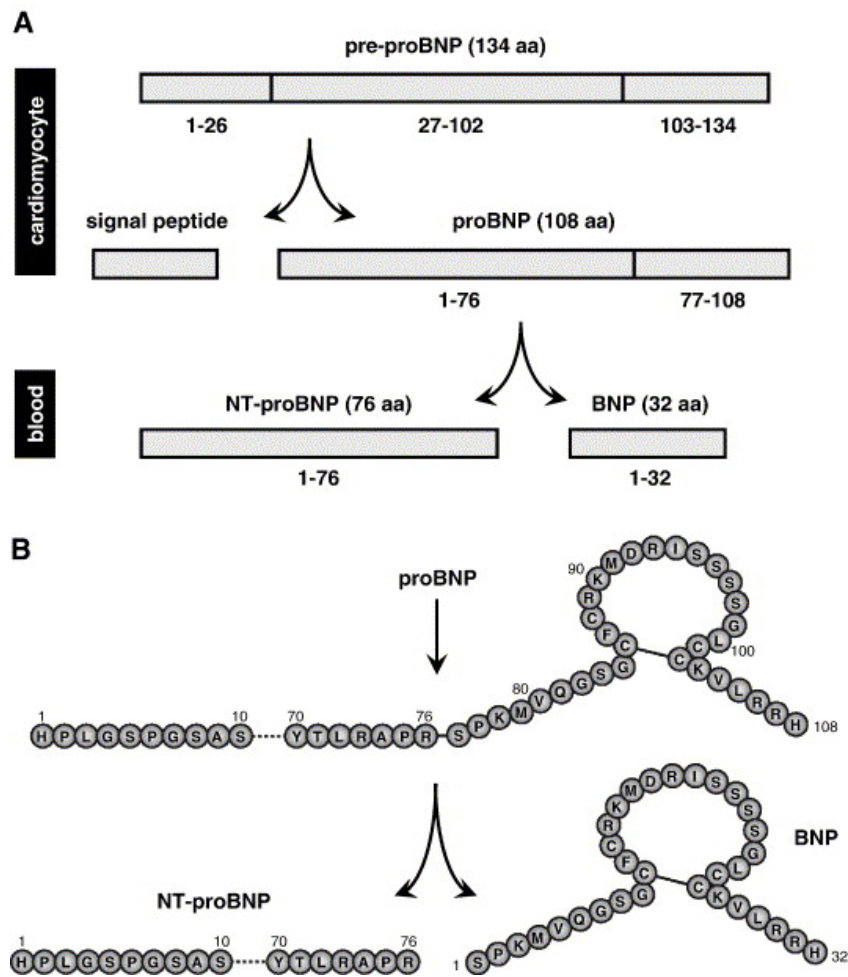 A
pre-proBNP (134 aa)
cardiomyocyte
1-26 27-102 103-134
signal peptide proBNP (108 aa)
1-76 77-108
blood
NT-proBNP (76 aa) BNP (32 aa)
1-76 1-32
B
proBNP
1 10 70 76 80 90 100 108
H P L G S P G S A S Y T L R A P R S P K M V Q G S G C F C R K M D R I S S S S G L C C K V L R R H
NT-proBNP
BNP
1 10 70 76
H P L G S P G S A S Y T L R A P R
1 32
S P K M V Q G S G C F C R K M D R I S S S S G L C C K V L R R H